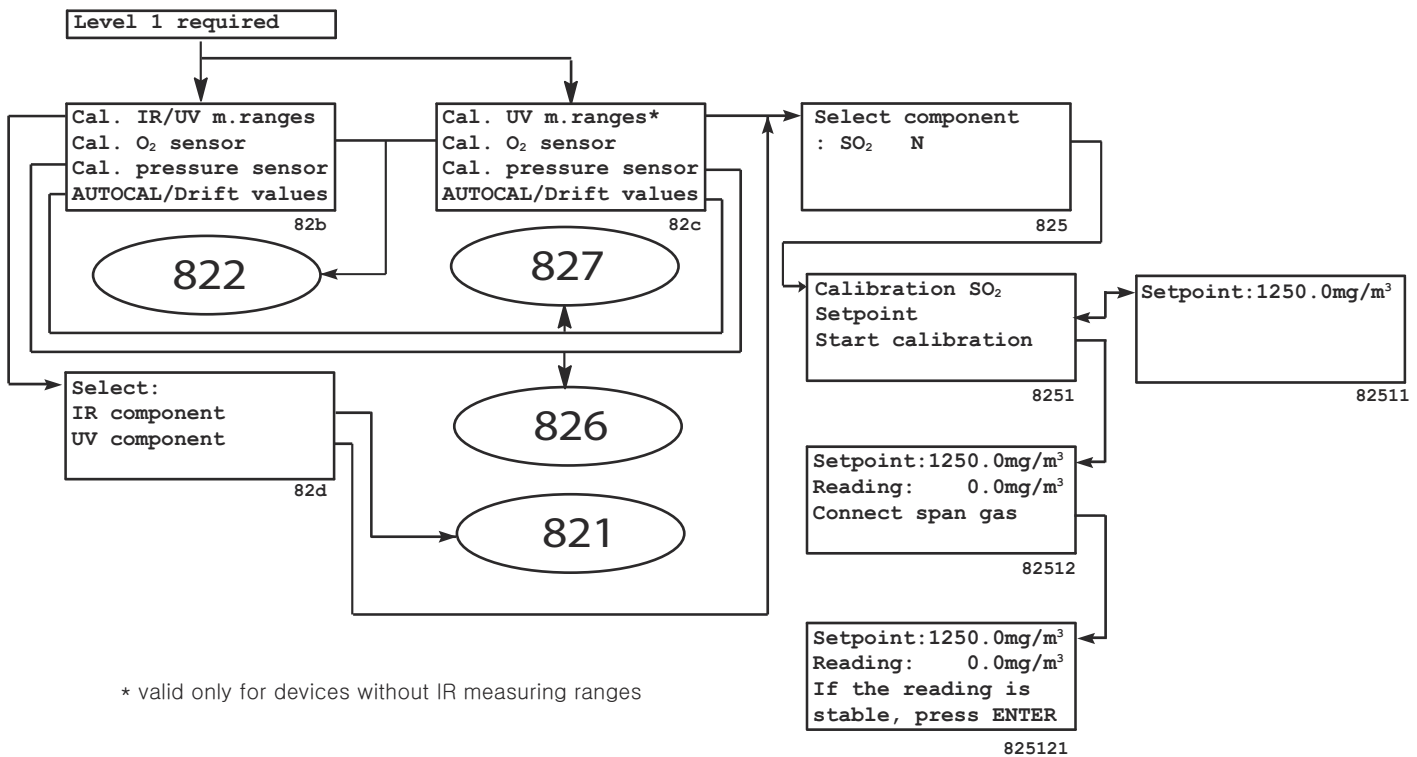 Level 1 required
Cal. IR/UV m.ranges
Cal. O₂ sensor
Cal. pressure sensor
AUTOCAL/Drift values
82b
Cal. UV m.ranges*
Cal. O₂ sensor
Cal. pressure sensor
AUTOCAL/Drift values
82c
Select component
: SO₂ N
825
822
827
Calibration SO₂
Setpoint
Start calibration
8251
Setpoint:1250.0mg/m³
82511
Select:
IR component
UV component
82d
826
821
Setpoint:1250.0mg/m³
Reading: 0.0mg/m³
Connect span gas
82512
Setpoint:1250.0mg/m³
Reading: 0.0mg/m³
If the reading is
stable, press ENTER
825121
* valid only for devices without IR measuring ranges